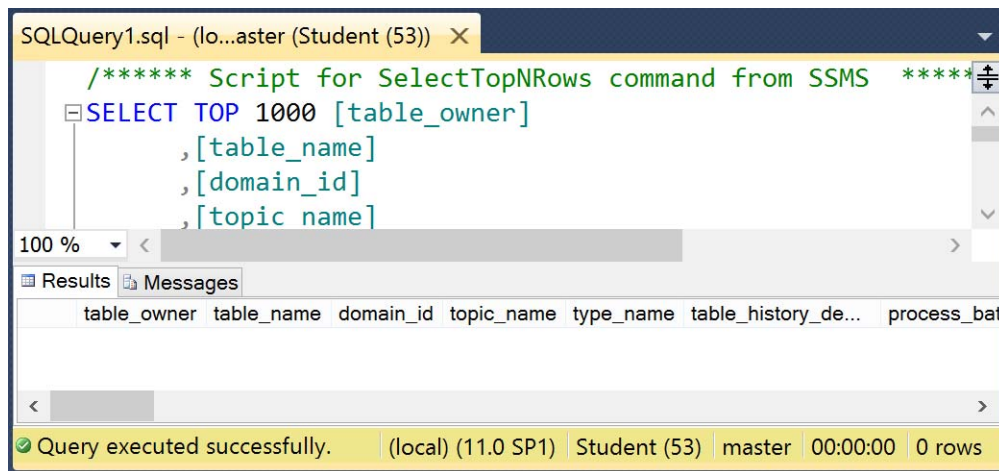 SQLQuery1.sql - (lo...aster (Student (53))
/****** Script for SelectTopNRows command from SSMS *****
SELECT TOP 1000 [table_owner]
,[table_name]
,[domain_id]
,[topic_name]
100 %
Results Messages
table_owner table_name domain_id topic_name type_name table_history_de... process_bat
Query executed successfully. (local) (11.0 SP1) Student (53) master 00:00:00 0 rows